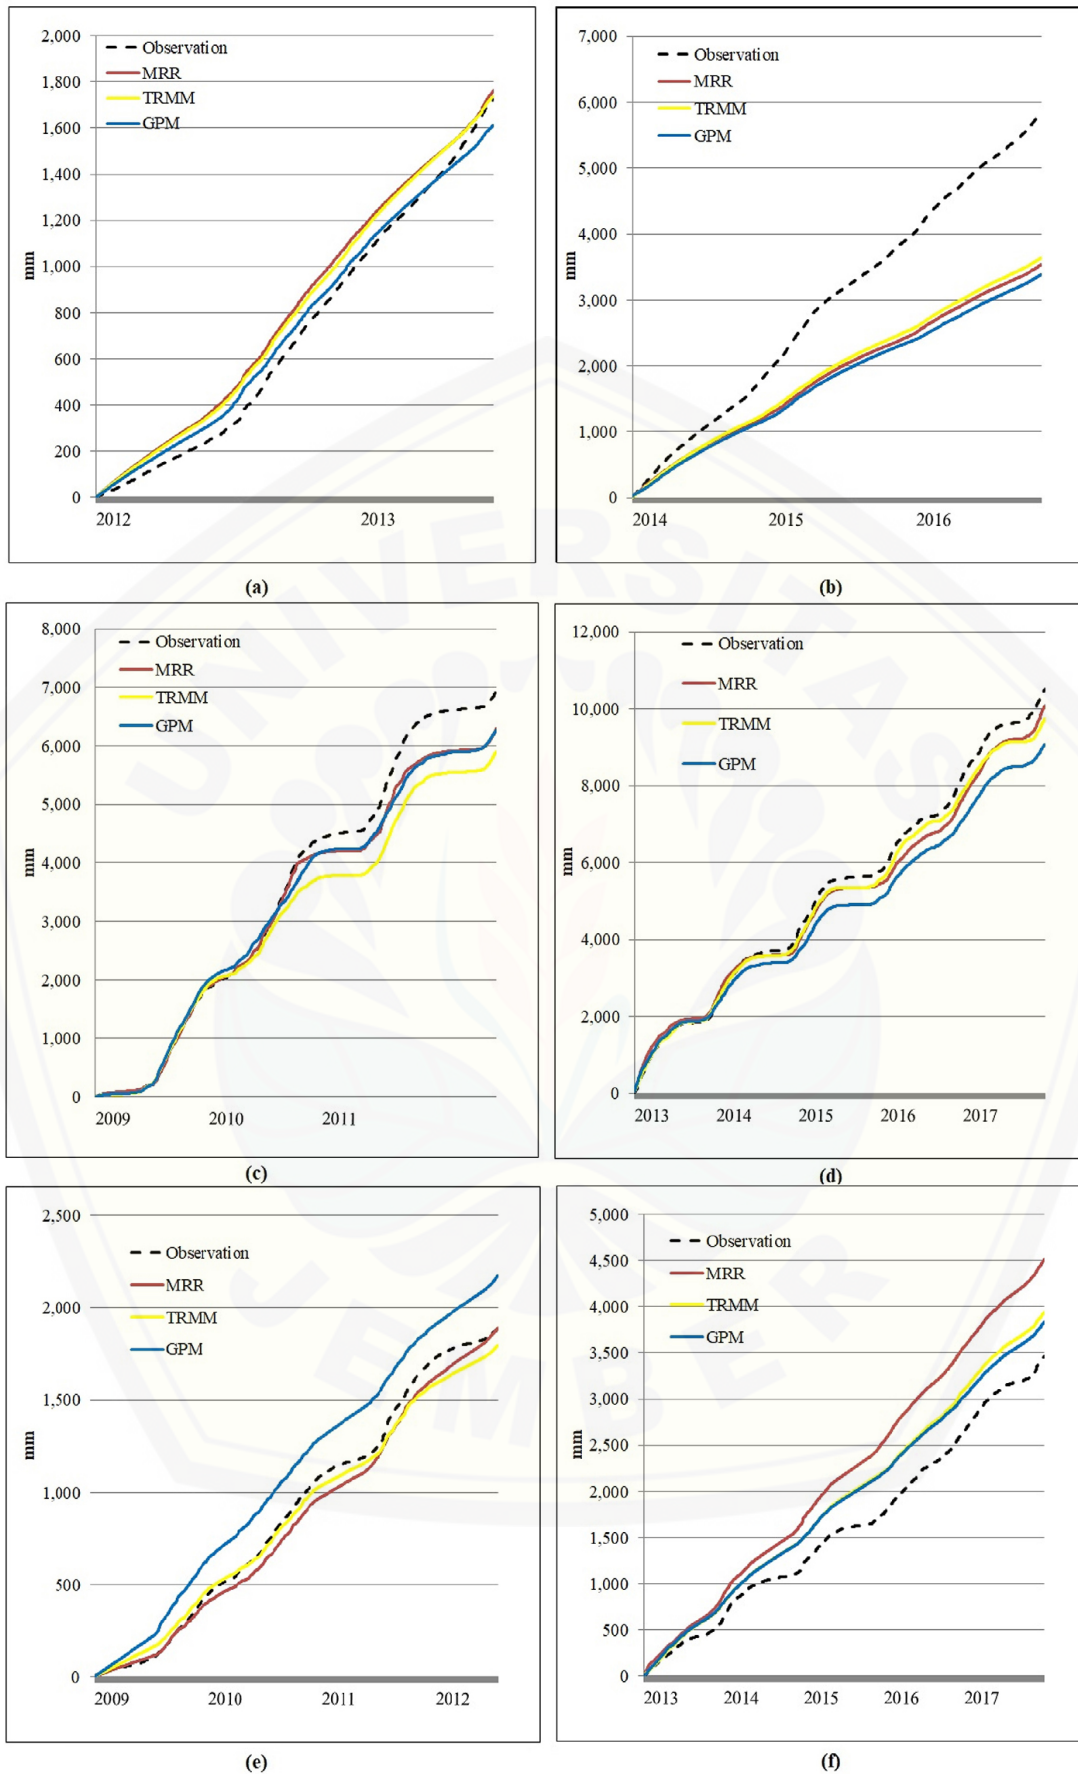 2,000
1,800
1,600
1,400
1,200
1,000
800
600
400
200
0
mm
Observation
MRR
TRMM
GPM
2012 2013
(a)
7,000
6,000
5,000
4,000
3,000
2,000
1,000
0
mm
Observation
MRR
TRMM
GPM
2014 2015 2016
(b)
8,000
7,000
6,000
5,000
4,000
3,000
2,000
1,000
0
mm
Observation
MRR
TRMM
GPM
2009 2010 2011
(c)
12,000
10,000
8,000
6,000
4,000
2,000
0
mm
Observation
MRR
TRMM
GPM
2013 2014 2015 2016 2017
(d)
2,500
2,000
1,500
1,000
500
0
mm
Observation
MRR
TRMM
GPM
2009 2010 2011 2012
(e)
5,000
4,500
4,000
3,500
3,000
2,500
2,000
1,500
1,000
500
0
mm
Observation
MRR
TRMM
GPM
2013 2014 2015 2016 2017
(f)
UNIVERSITAS
JEMBER